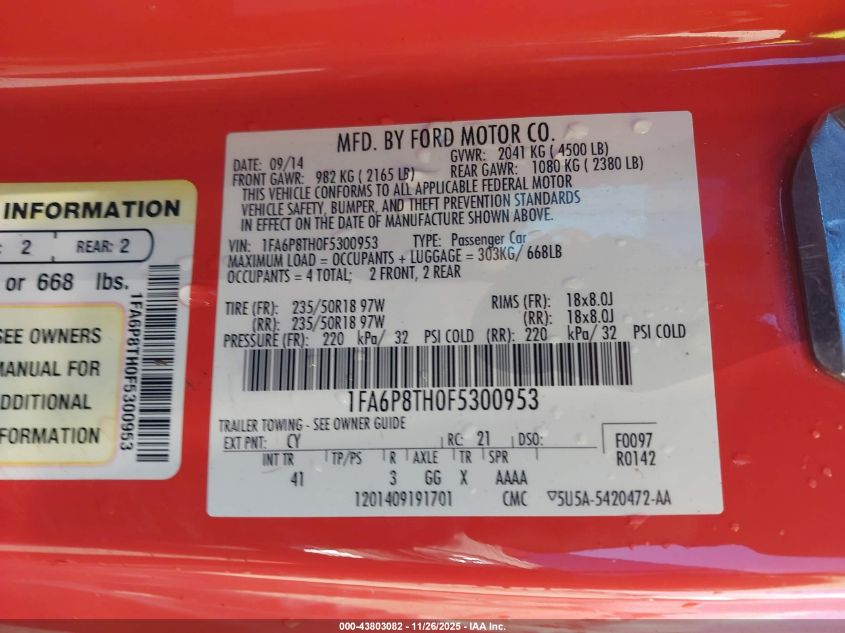 INFORMATION
: 2 REAR: 2
or 668 lbs.
SEE OWNERS
MANUAL FOR
ADDITIONAL
INFORMATION
1FA6P8TH0F5300953
MFD. BY FORD MOTOR CO.
DATE: 09/14 GVWR: 2041 KG ( 4500 LB)
FRONT GAWR: 982 KG ( 2165 LB) REAR GAWR: 1080 KG ( 2380 LB)
THIS VEHICLE CONFORMS TO ALL APPLICABLE FEDERAL MOTOR
VEHICLE SAFETY, BUMPER, AND THEFT PREVENTION STANDARDS
IN EFFECT ON THE DATE OF MANUFACTURE SHOWN ABOVE.
VIN: 1FA6P8TH0F5300953 TYPE: Passenger Car
MAXIMUM LOAD = OCCUPANTS + LUGGAGE = 303KG/ 668LB
OCCUPANTS = 4 TOTAL; 2 FRONT, 2 REAR
TIRE (FR): 235/50R18 97W RIMS (FR): 18x8.0J
(RR): 235/50R18 97W (RR): 18x8.0J
PRESSURE (FR): 220 kPa/ 32 PSI COLD (RR): 220 kPa/ 32 PSI COLD
1FA6P8TH0F5300953
TRAILER TOWING - SEE OWNER GUIDE
EXT PNT: CY RC: 21 DSO: F0097
R0142
INT TR TP/PS R AXLE TR SPR
41 3 GG X AAAA
1201409191701 CMC ▽5U5A-5420472-AA
000-43803082 - 11/26/2025 - IAA Inc.